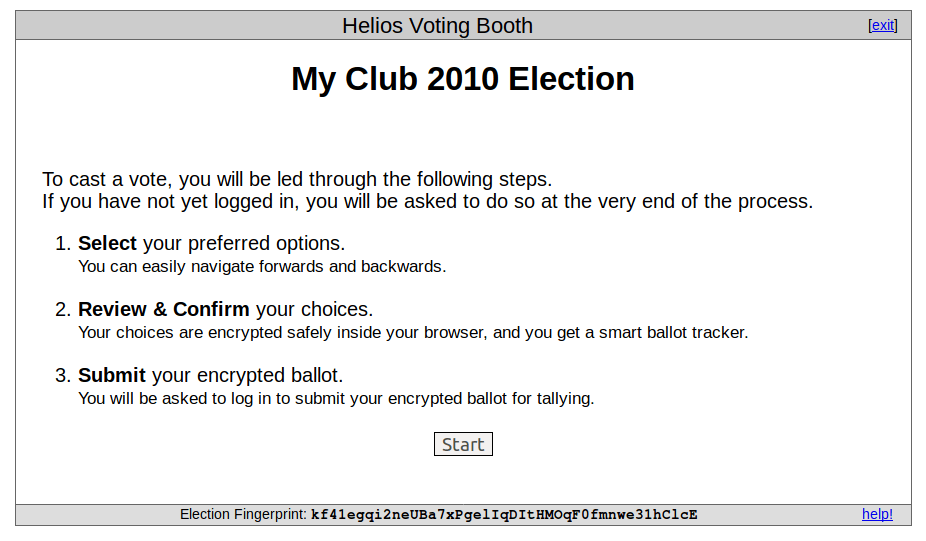 Helios Voting Booth [exit]
My Club 2010 Election
To cast a vote, you will be led through the following steps.
If you have not yet logged in, you will be asked to do so at the very end of the process.
1. Select your preferred options.
You can easily navigate forwards and backwards.
2. Review & Confirm your choices.
Your choices are encrypted safely inside your browser, and you get a smart ballot tracker.
3. Submit your encrypted ballot.
You will be asked to log in to submit your encrypted ballot for tallying.
Start
Election Fingerprint: kf41egqi2neUBa7xPgelIqDItHMOqF0fmnwe31hClcE help!